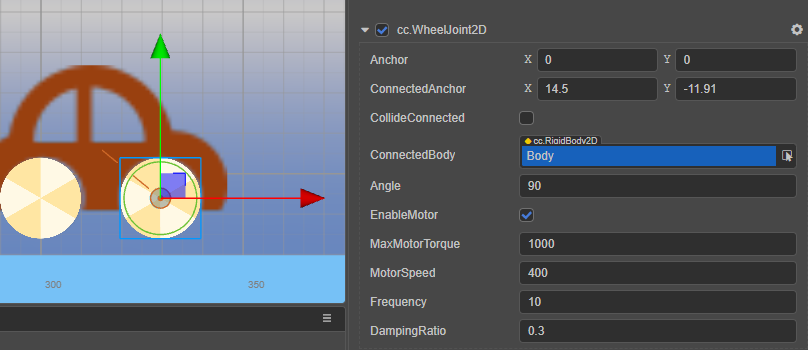 cc.WheelJoint2D
Anchor X 0 Y 0
ConnectedAnchor X 14.5 Y -11.91
CollideConnected
cc.RigidBody2D
ConnectedBody Body
Angle 90
EnableMotor
MaxMotorTorque 1000
MotorSpeed 400
Frequency 10
DampingRatio 0.3
300 350